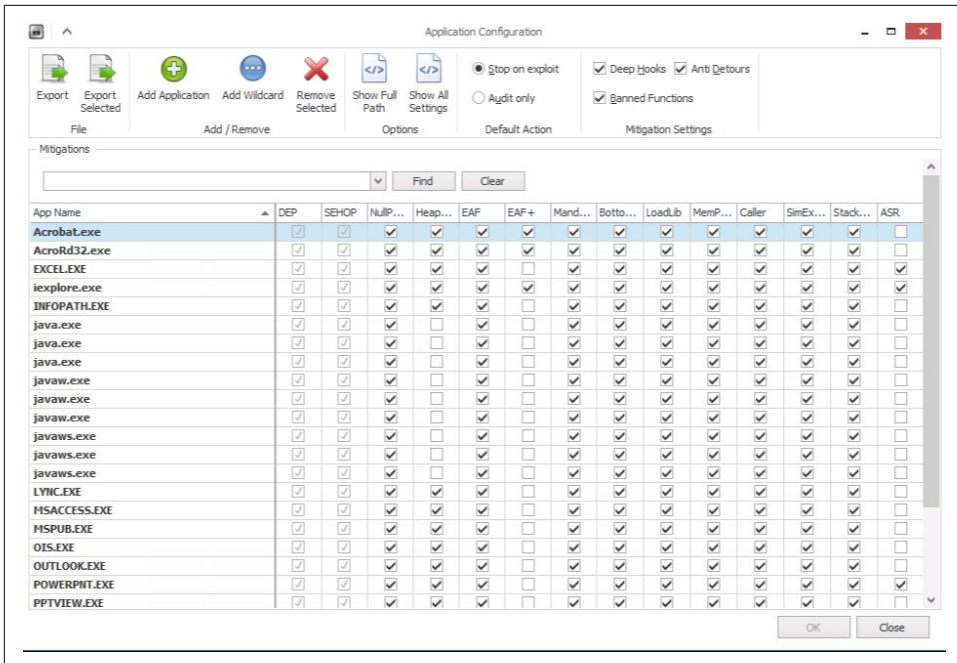 Application Configuration
Export
Export Selected
Add Application
Add Wildcard
Remove Selected
Show Full Path
Show All Settings
Stop on exploit
Audit only
Deep Hooks
Anti Detours
Banned Functions
File
Add / Remove
Options
Default Action
Mitigation Settings
Mitigations
Find
Clear
App Name DEP SEHOP NullP... Heap... EAF EAF+ Mand... Botto... LoadLib MemP... Caller SimEx... Stack... ASR
Acrobat.exe
AcroRd32.exe
EXCEL.EXE
iexplore.exe
INFOPATH.EXE
java.exe
java.exe
java.exe
javaw.exe
javaw.exe
javaw.exe
javaws.exe
javaws.exe
javaws.exe
LYNC.EXE
MSACCESS.EXE
MSPUB.EXE
OIS.EXE
OUTLOOK.EXE
POWERPNT.EXE
PPTVIEW.EXE
OK
Close